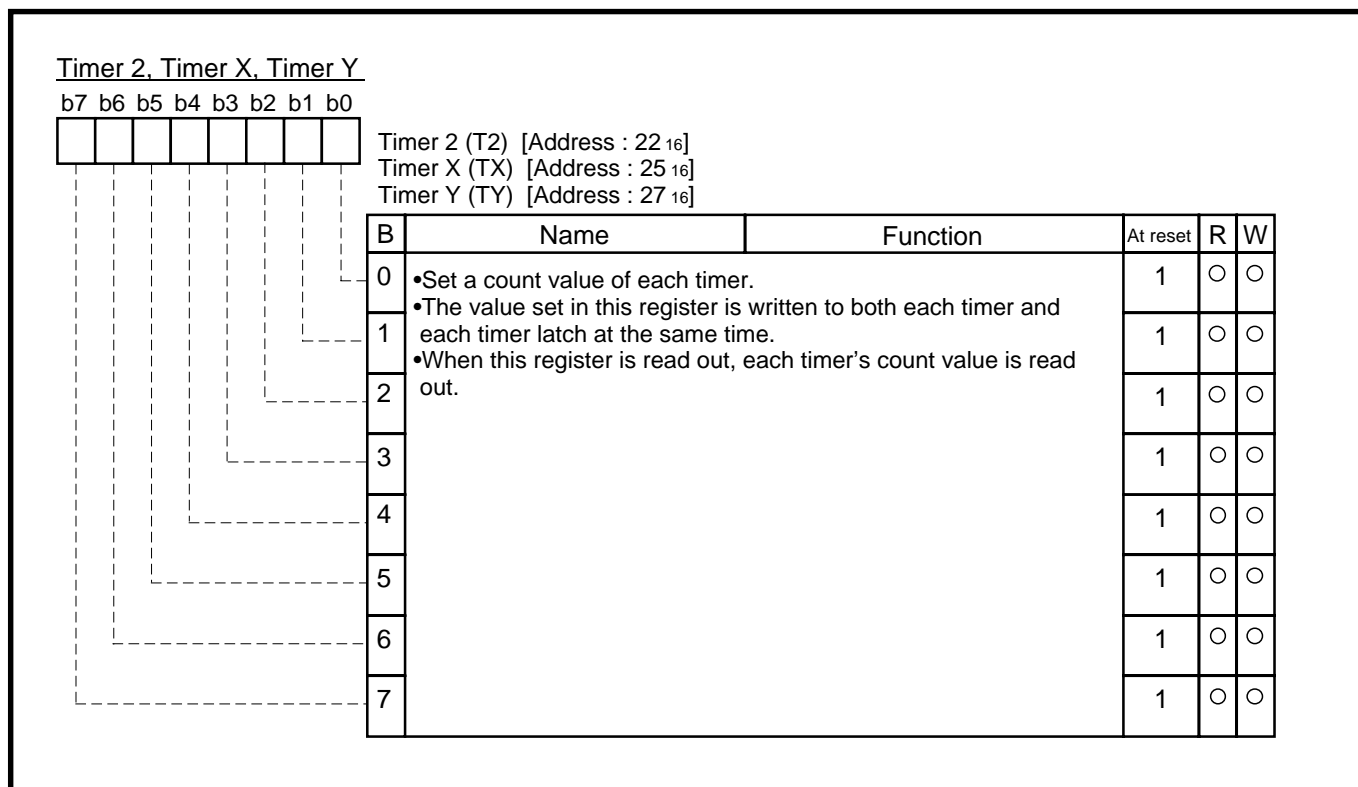 Timer 2, Timer X, Timer Y
b7 b6 b5 b4 b3 b2 b1 b0
Timer 2 (T2) [Address : 22 16]
Timer X (TX) [Address : 25 16]
Timer Y (TY) [Address : 27 16]
B Name Function At reset R W
0 •Set a count value of each timer. 1 ○ ○
•The value set in this register is written to both each timer and
1 each timer latch at the same time. 1 ○ ○
•When this register is read out, each timer's count value is read
2 out. 1 ○ ○
3 1 ○ ○
4 1 ○ ○
5 1 ○ ○
6 1 ○ ○
7 1 ○ ○